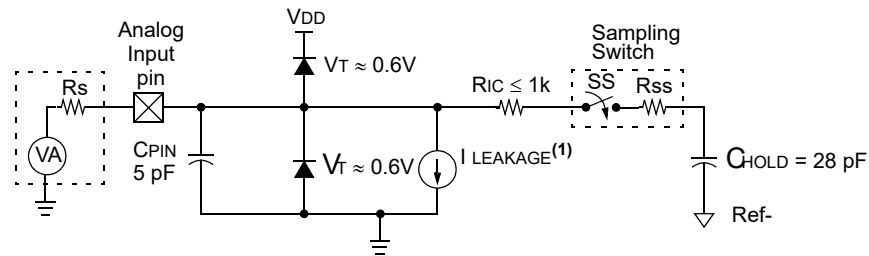 VDD
Analog
Input
pin
VT ≈ 0.6V
Sampling
Switch
Rs
RIC ≤ 1k
SS
Rss
VA
CPIN
5 pF
VT ≈ 0.6V
I LEAKAGE(1)
CHOLD = 28 pF
Ref-